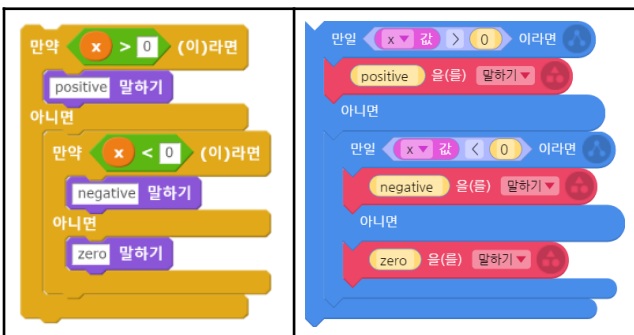 만약 x > 0 (이)라면
positive 말하기
아니면
만약 x < 0 (이)라면
negative 말하기
아니면
zero 말하기
만일 x 값 > 0 이라면
positive 을(를) 말하기
아니면
만일 x 값 < 0 이라면
negative 을(를) 말하기
아니면
zero 을(를) 말하기